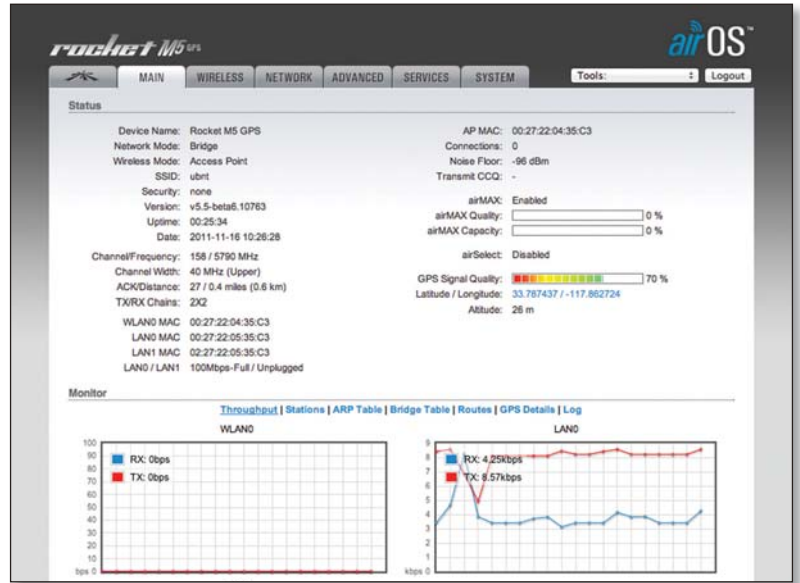 rocket M5 GPS
airOS™
MAIN WIRELESS NETWORK ADVANCED SERVICES SYSTEM Tools: Logout
Status
Device Name: Rocket M5 GPS
Network Mode: Bridge
Wireless Mode: Access Point
SSID: ubnt
Security: none
Version: v5.5-beta6.10763
Uptime: 00:25:34
Date: 2011-11-16 10:26:28
Channel/Frequency: 158 / 5790 MHz
Channel Width: 40 MHz (Upper)
ACK/Distance: 27 / 0.4 miles (0.6 km)
TX/RX Chains: 2X2
WLAN0 MAC 00:27:22:04:35:C3
LAN0 MAC 00:27:22:05:35:C3
LAN1 MAC 02:27:22:05:35:C3
LAN0 / LAN1 100Mbps-Full / Unplugged
AP MAC: 00:27:22:04:35:C3
Connections: 0
Noise Floor: -96 dBm
Transmit CCQ: -
airMAX: Enabled
airMAX Quality: 0 %
airMAX Capacity: 0 %
airSelect: Disabled
GPS Signal Quality: 70 %
Latitude / Longitude: 33.787437 / -117.862724
Altitude: 26 m
Monitor
Throughput | Stations | ARP Table | Bridge Table | Routes | GPS Details | Log
WLAN0
100
90
80
70
60
50
40
30
20
10
bps 0
RX: 0bps
TX: 0bps
LAN0
9
8
7
6
5
4
3
2
1
kbps 0
RX: 4.25kbps
TX: 8.57kbps